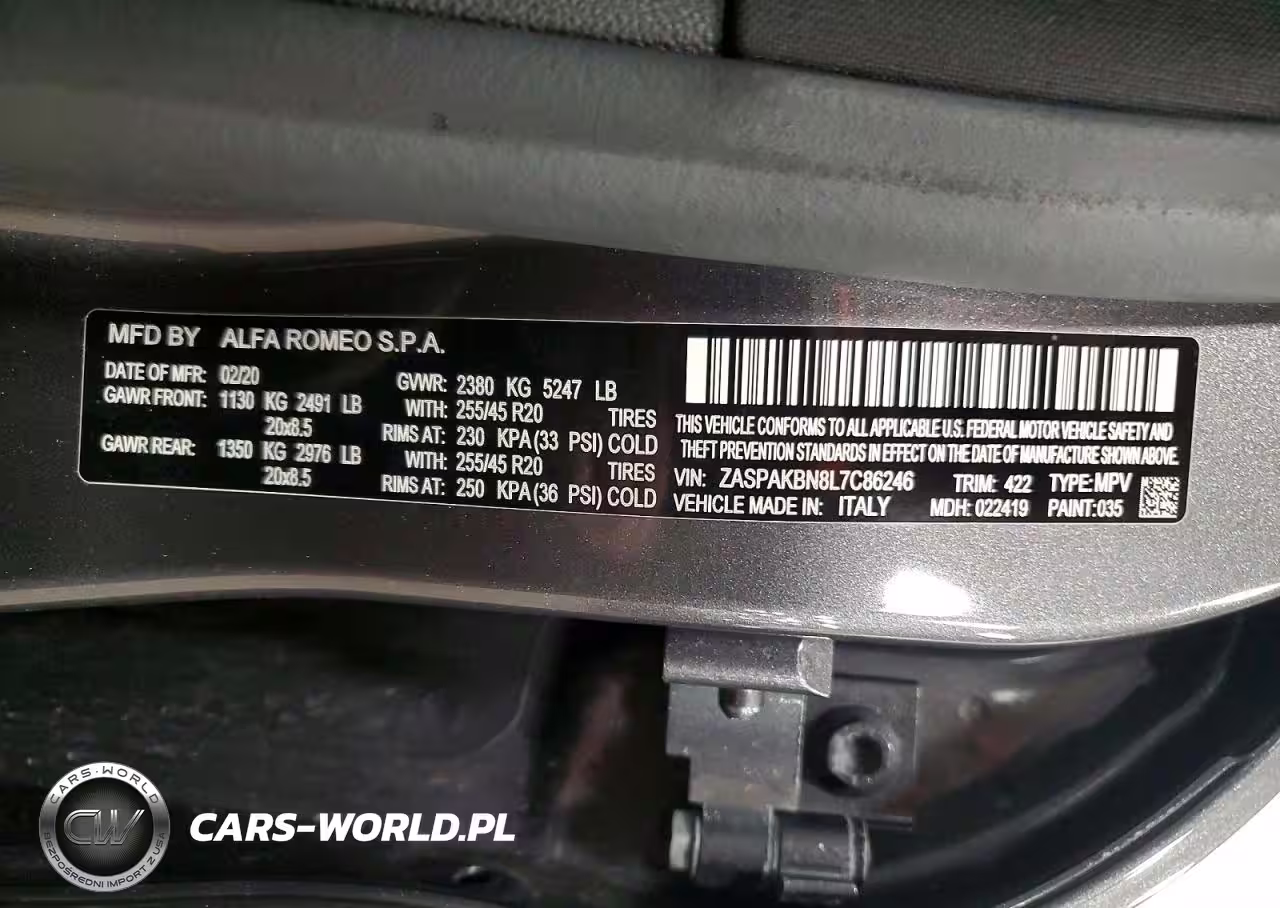 MFD BY ALFA ROMEO S.P.A.
DATE OF MFR: 02/20 GVWR: 2380 KG 5247 LB
GAWR FRONT: 1130 KG 2491 LB WITH: 255/45 R20 TIRES
20x8.5 RIMS AT: 230 KPA(33 PSI) COLD
GAWR REAR: 1350 KG 2976 LB WITH: 255/45 R20 TIRES
20x8.5 RIMS AT: 250 KPA(36 PSI) COLD
THIS VEHICLE CONFORMS TO ALL APPLICABLE U.S. FEDERAL MOTOR VEHICLE SAFETY AND
THEFT PREVENTION STANDARDS IN EFFECT ON THE DATE OF MANUFACTURE SHOWN ABOVE.
VIN: ZASPAKBN8L7C86246 TRIM: 422 TYPE:MPV
VEHICLE MADE IN: ITALY MDH: 022419 PAINT:035
CARS-WORLD
CW
BEZPOŚREDNI IMPORT Z USA
CARS-WORLD.PL